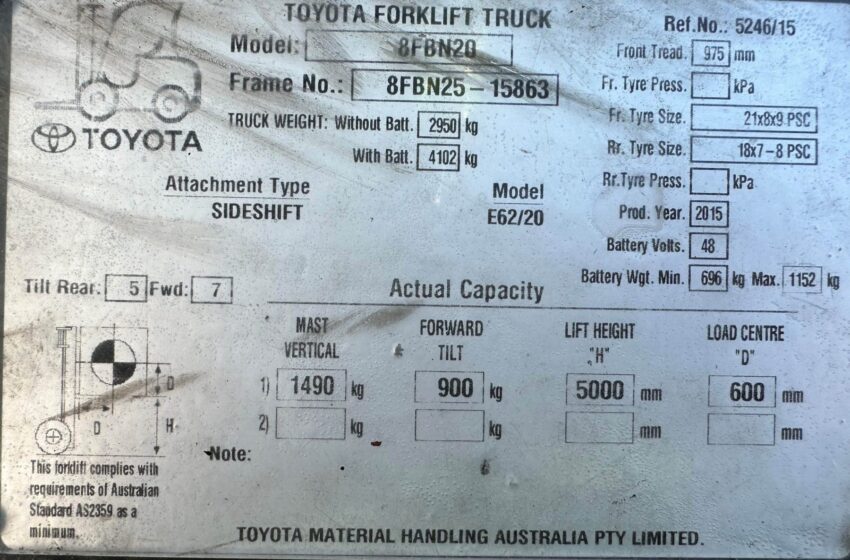 TOYOTA FORKLIFT TRUCK
Ref.No.: 5246/15
Model: 8FBN20
Front Tread. 975 mm
Frame No.: 8FBN25-15863
Fr. Tyre Press. kPa
TOYOTA
TRUCK WEIGHT: Without Batt. 2950 kg
Fr. Tyre Size. 21x8x9 PSC
With Batt. 4102 kg
Rr. Tyre Size. 18x7-8 PSC
Attachment Type Model
Rr.Tyre Press. kPa
SIDESHIFT E62/20
Prod. Year. 2015
Battery Volts. 48
Battery Wgt. Min. 696 kg Max. 1152 kg
Tilt Rear: 5 Fwd: 7
Actual Capacity
MAST VERTICAL
FORWARD TILT
LIFT HEIGHT "H"
LOAD CENTRE "D"
1) 1490 kg 900 kg 5000 mm 600 mm
2) kg kg mm mm
D
D
H
Note:
This forklift complies with
requirements of Australian
Standard AS2359 as a
minimum.
TOYOTA MATERIAL HANDLING AUSTRALIA PTY LIMITED.